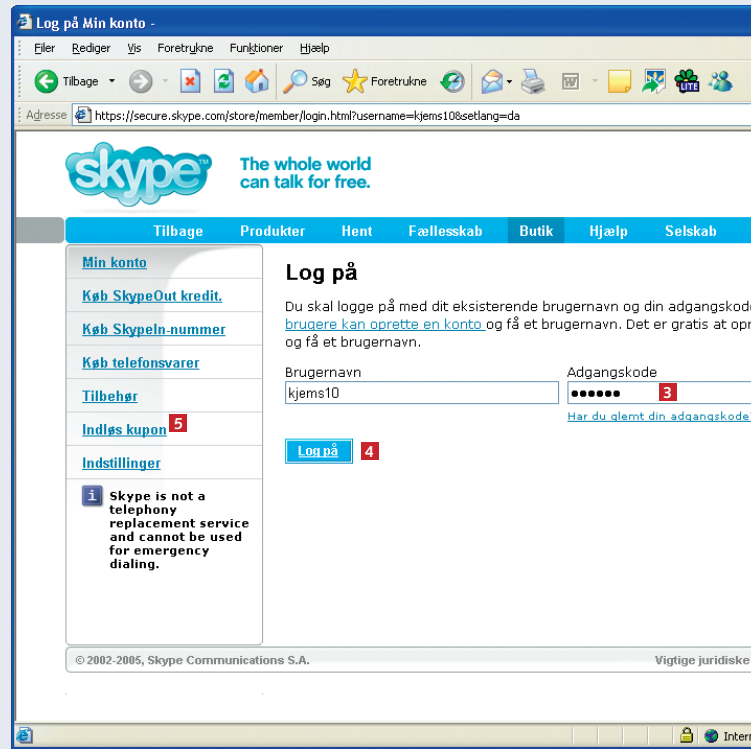 Log på Min konto -
Filer Rediger Vis Foretrukne Funktioner Hjælp
Tilbage Søg Foretrukne LITE
Adresse https://secure.skype.com/store/member/login.html?username=kjems10&setlang=da
skype™ The whole world
can talk for free.
Tilbage Produkter Hent Fællesskab Butik Hjælp Selskab
Min konto
Køb SkypeOut kredit.
Køb SkypeIn-nummer
Køb telefonsvarer
Tilbehør
Indløs kupon 5
Indstillinger
i Skype is not a
telephony
replacement service
and cannot be used
for emergency
dialing.
Log på
Du skal logge på med dit eksisterende brugernavn og din adgangskode
brugere kan oprette en konto og få et brugernavn. Det er gratis at opr
og få et brugernavn.
Brugernavn Adgangskode
kjems10 •••••• 3
Har du glemt din adgangskode?
Log på 4
© 2002-2005, Skype Communications S.A. Vigtige juridiske
Intern